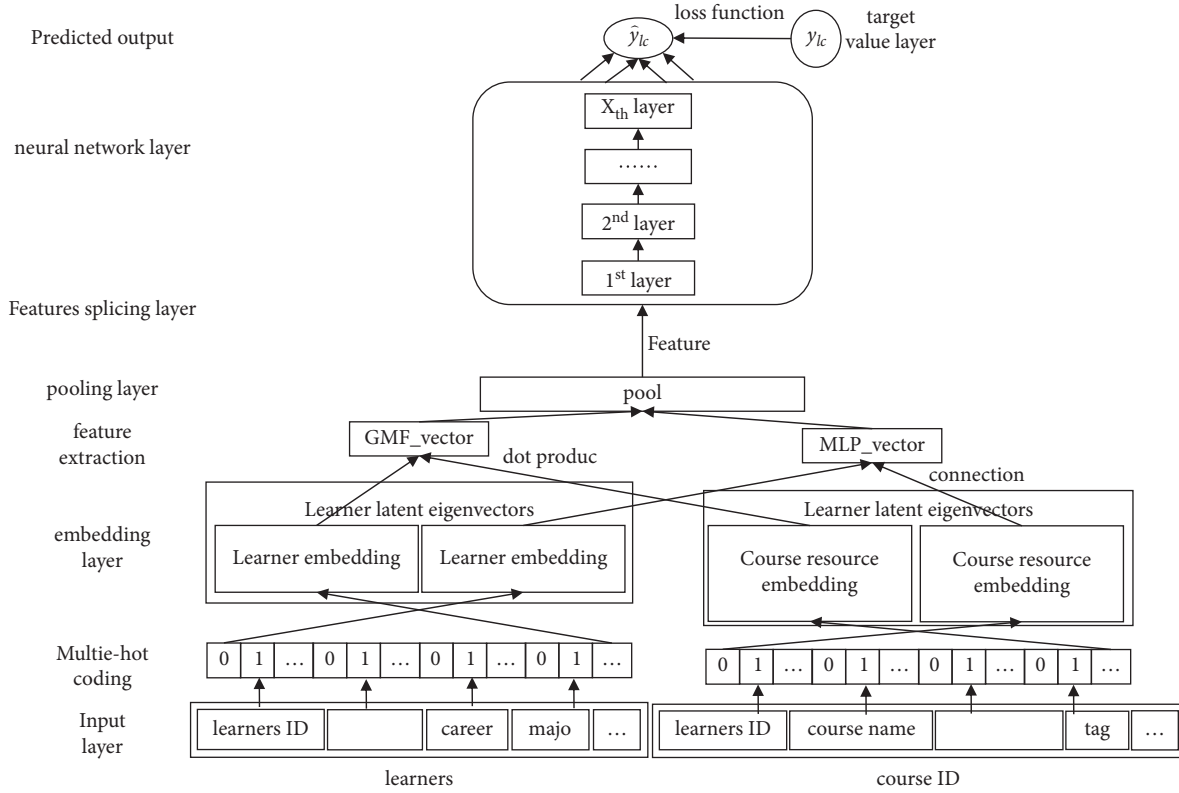 loss function
target
value layer
Predicted output
ŷlc
ylc
neural network layer
Xth layer
……
2nd layer
1st layer
Features splicing layer
Feature
pooling layer
pool
feature
extraction
GMF_vector
MLP_vector
dot produc
connection
embedding
layer
Learner latent eigenvectors
Learner embedding
Learner embedding
Learner latent eigenvectors
Course resource
embedding
Course resource
embedding
Multie-hot
coding
0 1 … 0 1 … 0 1 … 0 1 …
0 1 … 0 1 … 0 1 … 0 1 …
Input
layer
learners ID
career
majo
…
learners ID
course name
tag
…
learners
course ID